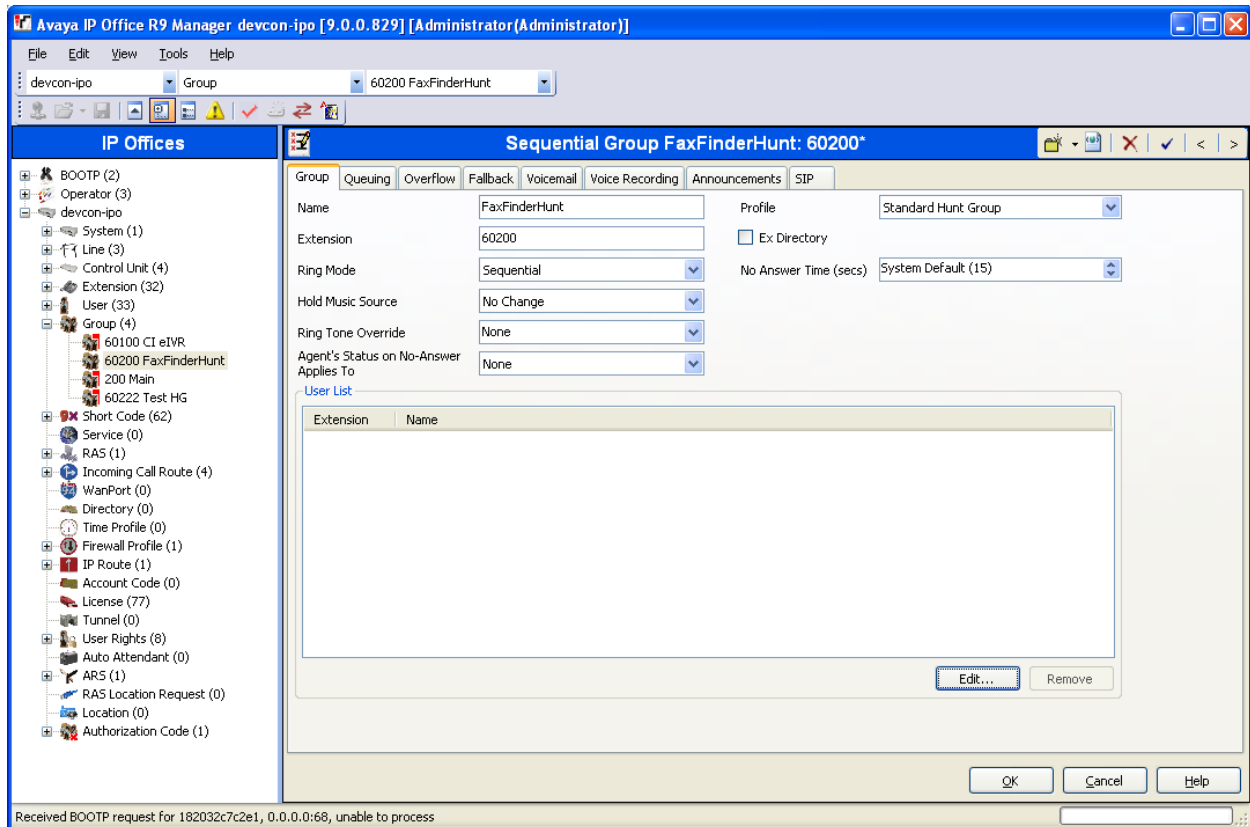 Avaya IP Office R9 Manager devcon-ipo [9.0.0.829] [Administrator(Administrator)]
File Edit View Tools Help
devcon-ipo Group 60200 FaxFinderHunt
IP Offices
BOOTP (2)
Operator (3)
devcon-ipo
System (1)
Line (3)
Control Unit (4)
Extension (32)
User (33)
Group (4)
60100 CI eIVR
60200 FaxFinderHunt
200 Main
60222 Test HG
Short Code (62)
Service (0)
RAS (1)
Incoming Call Route (4)
WanPort (0)
Directory (0)
Time Profile (0)
Firewall Profile (1)
IP Route (1)
Account Code (0)
License (77)
Tunnel (0)
User Rights (8)
Auto Attendant (0)
ARS (1)
RAS Location Request (0)
Location (0)
Authorization Code (1)
Sequential Group FaxFinderHunt: 60200*
Group Queuing Overflow Fallback Voicemail Voice Recording Announcements SIP
Name FaxFinderHunt Profile Standard Hunt Group
Extension 60200 Ex Directory
Ring Mode Sequential No Answer Time (secs) System Default (15)
Hold Music Source No Change
Ring Tone Override None
Agent's Status on No-Answer
Applies To None
User List
Extension Name
Edit... Remove
OK Cancel Help
Received BOOTP request for 182032c7c2e1, 0.0.0.0:68, unable to process